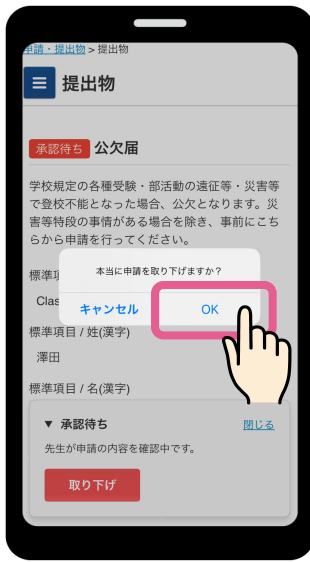 申請・提出物 > 提出物
提出物
承認待ち 公欠届
学校規定の各種受験・部活動の遠征等・災害等
で登校不能となった場合、公欠となります。災
害等特段の事情がある場合を除き、事前にこち
らから申請を行ってください。
本当に申請を取り下げますか？
標準項
Clas
キャンセル OK
標準項目 / 姓(漢字)
澤田
標準項目 / 名(漢字)
▼ 承認待ち 閉じる
先生が申請の内容を確認中です。
取り下げ